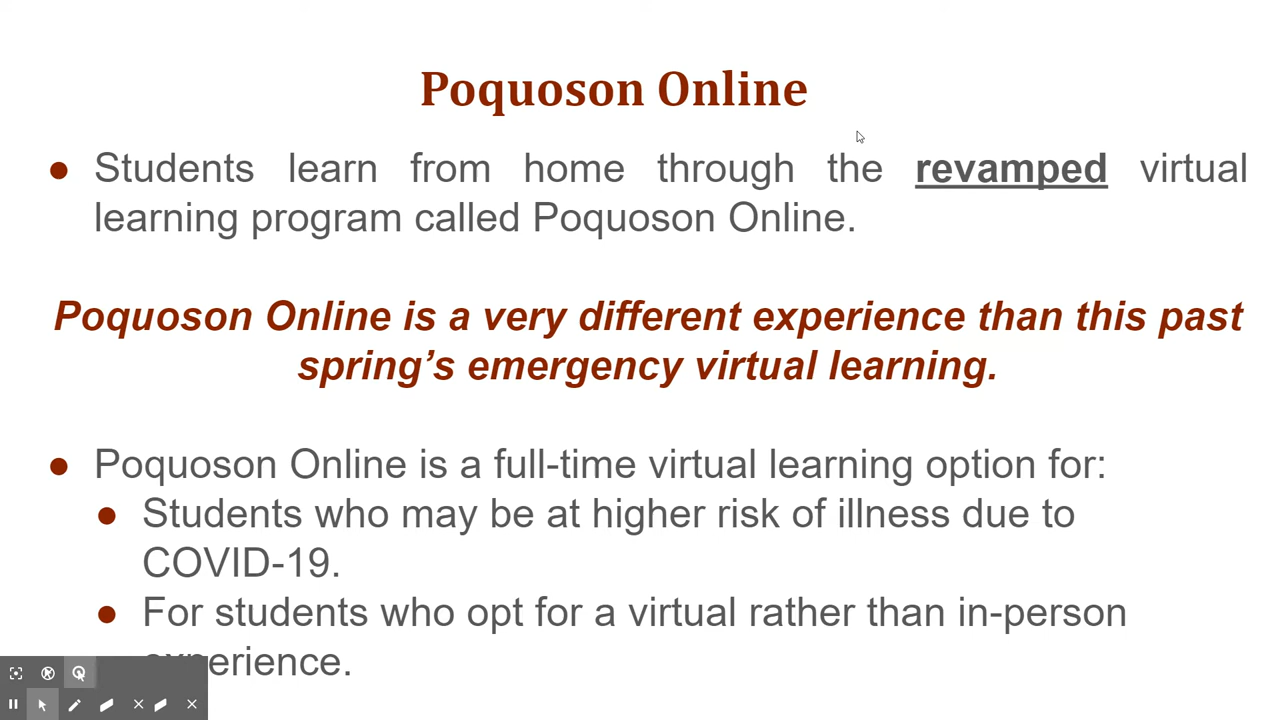 Poquoson Online
● Students learn from home through the revamped virtual
learning program called Poquoson Online.
Poquoson Online is a very different experience than this past
spring’s emergency virtual learning.
● Poquoson Online is a full-time virtual learning option for:
● Students who may be at higher risk of illness due to
COVID-19.
● For students who opt for a virtual rather than in-person
experience.